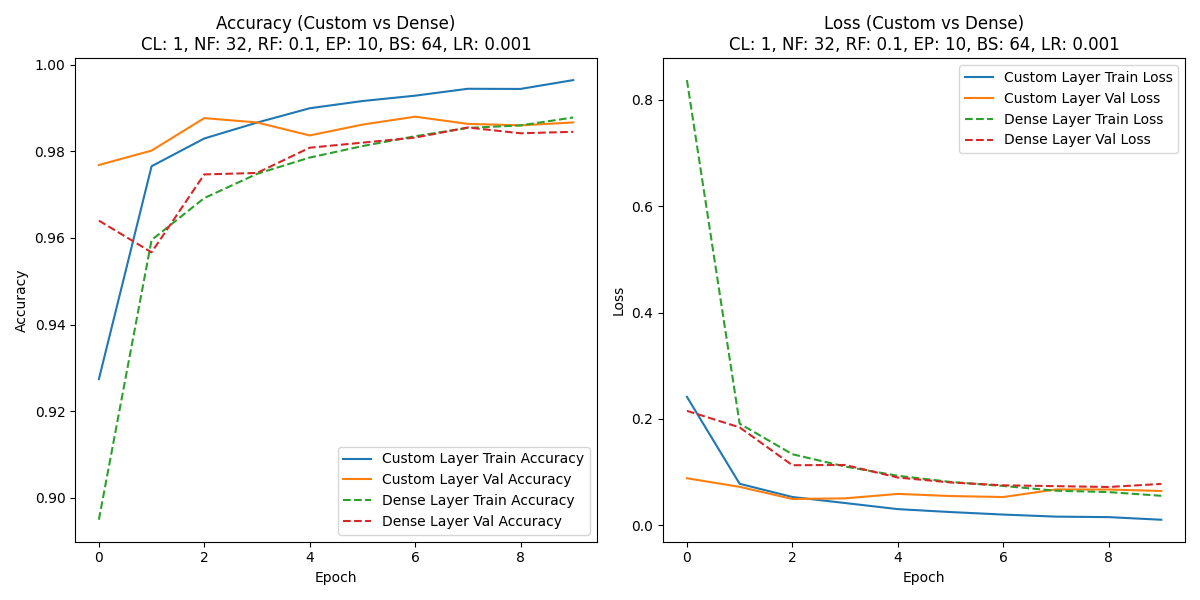 Accuracy (Custom vs Dense)
CL: 1, NF: 32, RF: 0.1, EP: 10, BS: 64, LR: 0.001
1.00
0.98
0.96
0.94
0.92
0.90
Accuracy
0 2 4 6 8
Epoch
Custom Layer Train Accuracy
Custom Layer Val Accuracy
Dense Layer Train Accuracy
Dense Layer Val Accuracy
Loss (Custom vs Dense)
CL: 1, NF: 32, RF: 0.1, EP: 10, BS: 64, LR: 0.001
Custom Layer Train Loss
Custom Layer Val Loss
Dense Layer Train Loss
Dense Layer Val Loss
0.8
0.6
0.4
0.2
0.0
Loss
0 2 4 6 8
Epoch